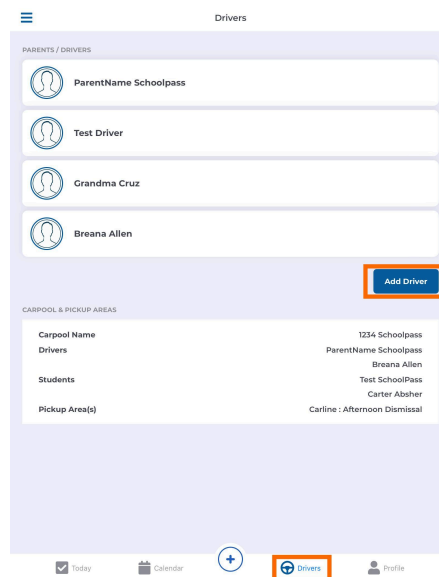 Drivers
PARENTS / DRIVERS
ParentName Schoolpass
Test Driver
Grandma Cruz
Breana Allen
Add Driver
CARPOOL & PICKUP AREAS
Carpool Name 1234 Schoolpass
Drivers ParentName Schoolpass
Breana Allen
Students Test SchoolPass
Carter Absher
Pickup Area(s) Carline : Afternoon Dismissal
Today Calendar + Drivers Profile